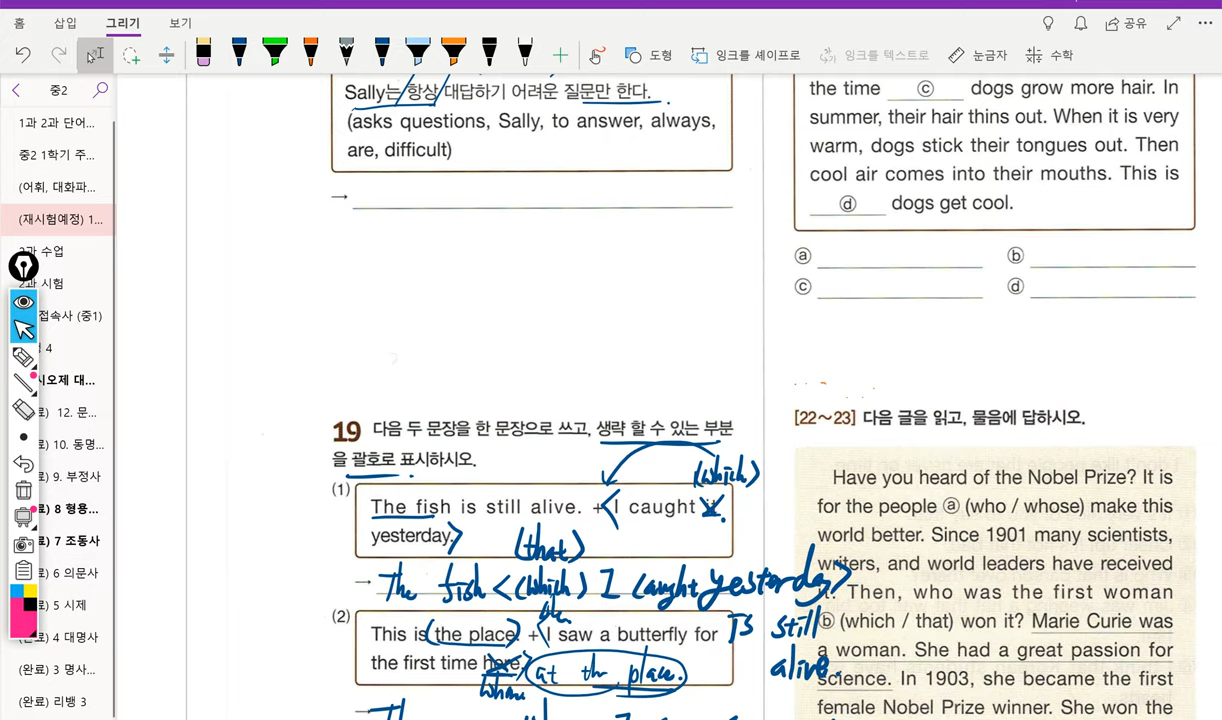 홈 삽입 그리기 보기
공유
도형 잉크를 셰이프로 잉크를 텍스트로 눈금자 수학
중2
1과 2과 단어...
중2 1학기 주...
(어휘, 대화파...
(재시험예정) 1...
과 수업
2과 시험
접속사 (중1)
4
시오제 대...
료) 12. 문...
료) 10. 동명...
료) 9. 부정사
료) 8 형용...
료) 7 조동사
료) 6 의문사
료) 5 시제
(완료) 4 대명사
(완료) 3 명사...
(완료) 리뱅 3
Sally는 항상 대답하기 어려운 질문만 한다.
(asks questions, Sally, to answer, always,
are, difficult)
→
19 다음 두 문장을 한 문장으로 쓰고, 생략 할 수 있는 부분
을 괄호로 표시하시오.
(which)
(1) The fish is still alive. + I caught it
yesterday.
(that)
→ The fish <(which) I caught yesterday>
is still
alive.
(2) This is (the place) + I saw a butterfly for
the first time here.
where
at the place.
→ The
the time ⓒ dogs grow more hair. In
summer, their hair thins out. When it is very
warm, dogs stick their tongues out. Then
cool air comes into their mouths. This is
ⓓ dogs get cool.
ⓐ ⓑ
ⓒ ⓓ
[22~23] 다음 글을 읽고, 물음에 답하시오.
Have you heard of the Nobel Prize? It is
for the people ⓐ (who / whose) make this
world better. Since 1901 many scientists,
writers, and world leaders have received
it. Then, who was the first woman
ⓑ (which / that) won it? Marie Curie was
a woman. She had a great passion for
science. In 1903, she became the first
female Nobel Prize winner. She won the